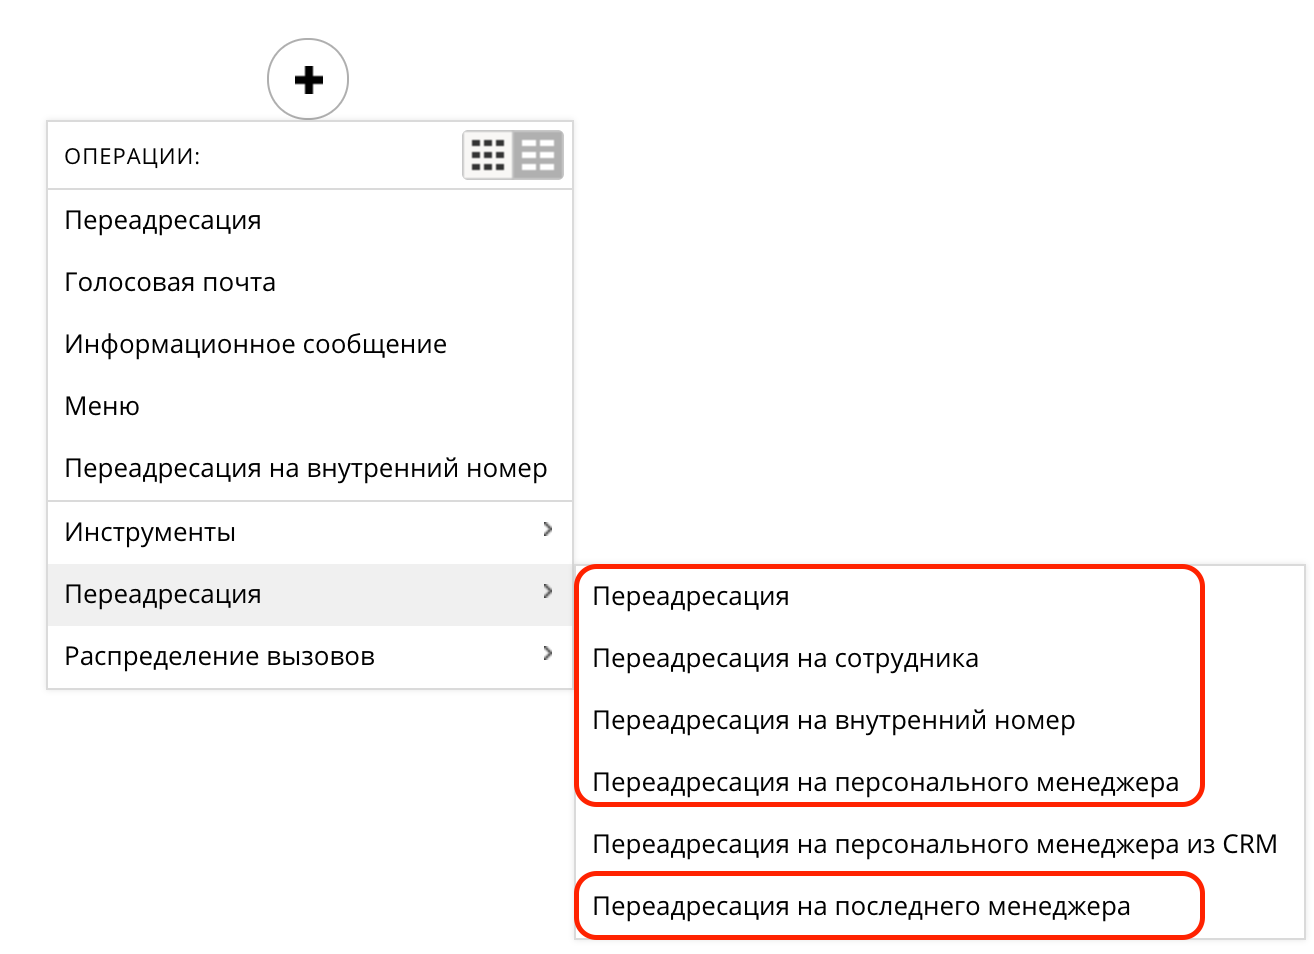 ОПЕРАЦИИ:
Переадресация
Голосовая почта
Информационное сообщение
Меню
Переадресация на внутренний номер
Инструменты
Переадресация
Распределение вызовов
Переадресация
Переадресация на сотрудника
Переадресация на внутренний номер
Переадресация на персонального менеджера
Переадресация на персонального менеджера из CRM
Переадресация на последнего менеджера